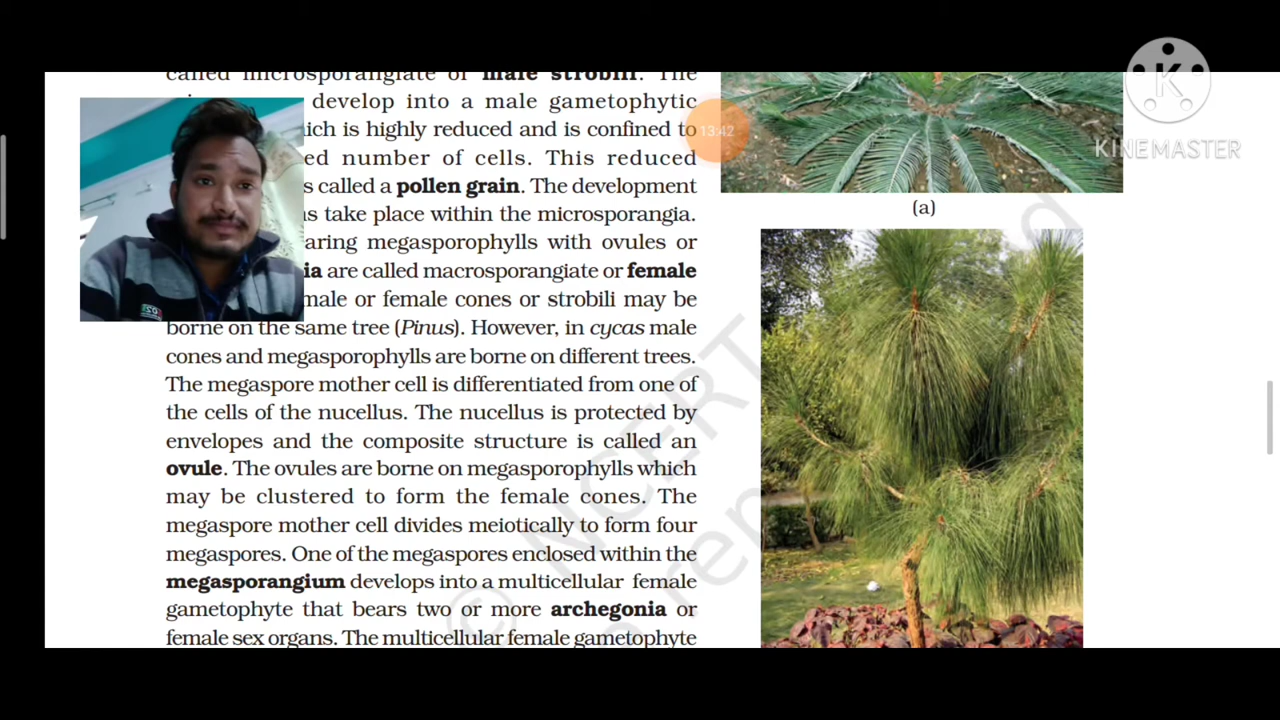 called microsporangiate or male strobili. The
develop into a male gametophytic
ich is highly reduced and is confined to
ed number of cells. This reduced
s called a pollen grain. The development
ns take place within the microsporangia.
aring megasporophylls with ovules or
ia are called macrosporangiate or female
male or female cones or strobili may be
borne on the same tree (Pinus). However, in cycas male
cones and megasporophylls are borne on different trees.
The megaspore mother cell is differentiated from one of
the cells of the nucellus. The nucellus is protected by
envelopes and the composite structure is called an
ovule. The ovules are borne on megasporophylls which
may be clustered to form the female cones. The
megaspore mother cell divides meiotically to form four
megaspores. One of the megaspores enclosed within the
megasporangium develops into a multicellular female
gametophyte that bears two or more archegonia or
female sex organs. The multicellular female gametophyte
13:42
(a)
K
KINEMASTER
© NCERT